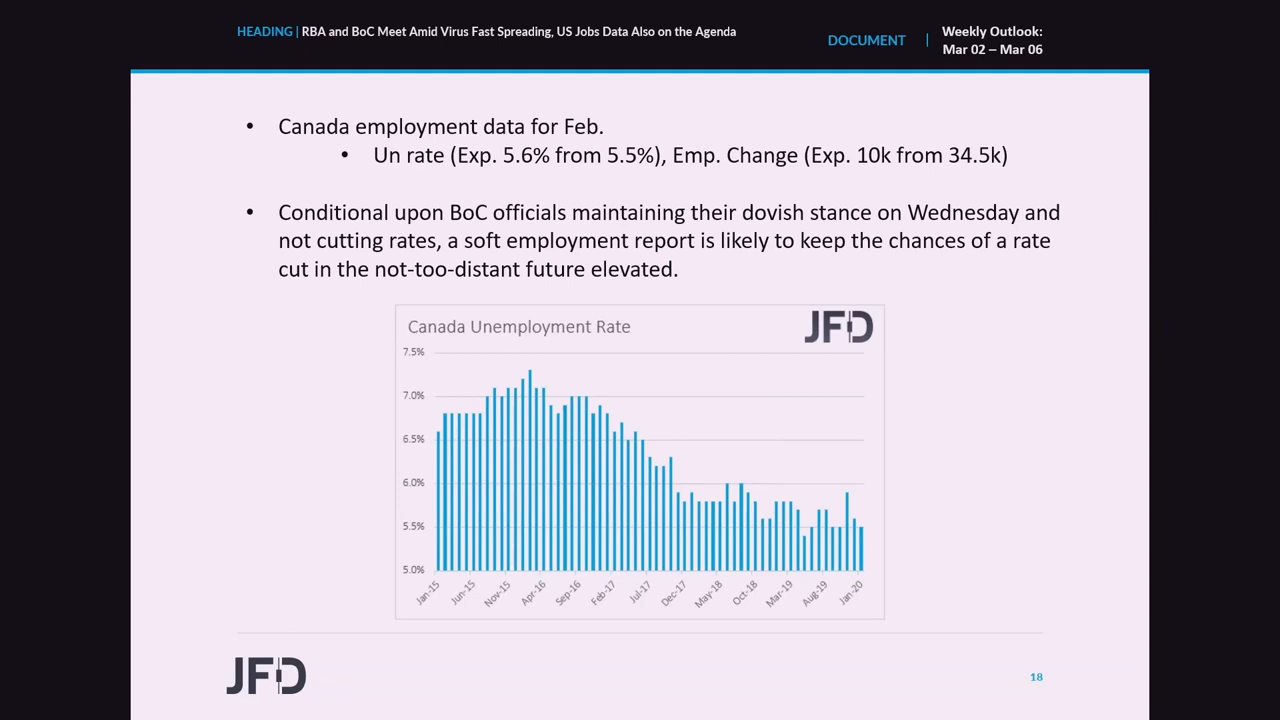 HEADING | RBA and BoC Meet Amid Virus Fast Spreading, US Jobs Data Also on the Agenda
DOCUMENT | Weekly Outlook:
Mar 02 – Mar 06
• Canada employment data for Feb.
• Un rate (Exp. 5.6% from 5.5%), Emp. Change (Exp. 10k from 34.5k)
• Conditional upon BoC officials maintaining their dovish stance on Wednesday and
not cutting rates, a soft employment report is likely to keep the chances of a rate
cut in the not-too-distant future elevated.
Canada Unemployment Rate
JFD
7.5%
7.0%
6.5%
6.0%
5.5%
5.0%
Jan-15 Jun-15 Nov-15 Apr-16 Sep-16 Feb-17 Jul-17 Dec-17 May-18 Oct-18 Mar-19 Aug-19 Jan-20
JFD
18